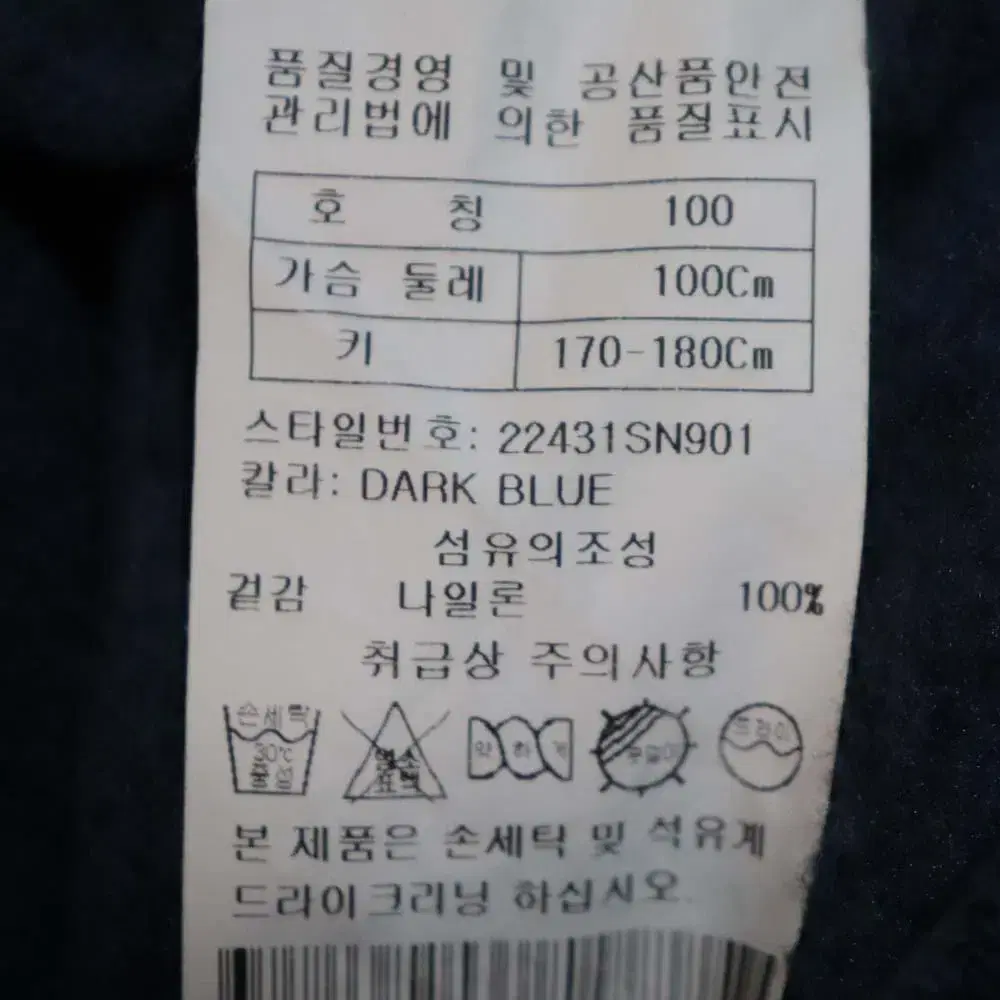 품질경영 및 공산품안전
관리법에 의한 품질표시
호 칭 100
가슴 둘레 100Cm
키 170-180Cm
스타일번호: 22431SN901
칼라: DARK BLUE
섬유의조성
겉감 나일론 100%
취급상 주의사항
손세탁 30℃ 중성
염소 표백
약하게
옷걸이
드라이
본 제품은 손세탁 및 석유계
드라이크리닝 하십시오.